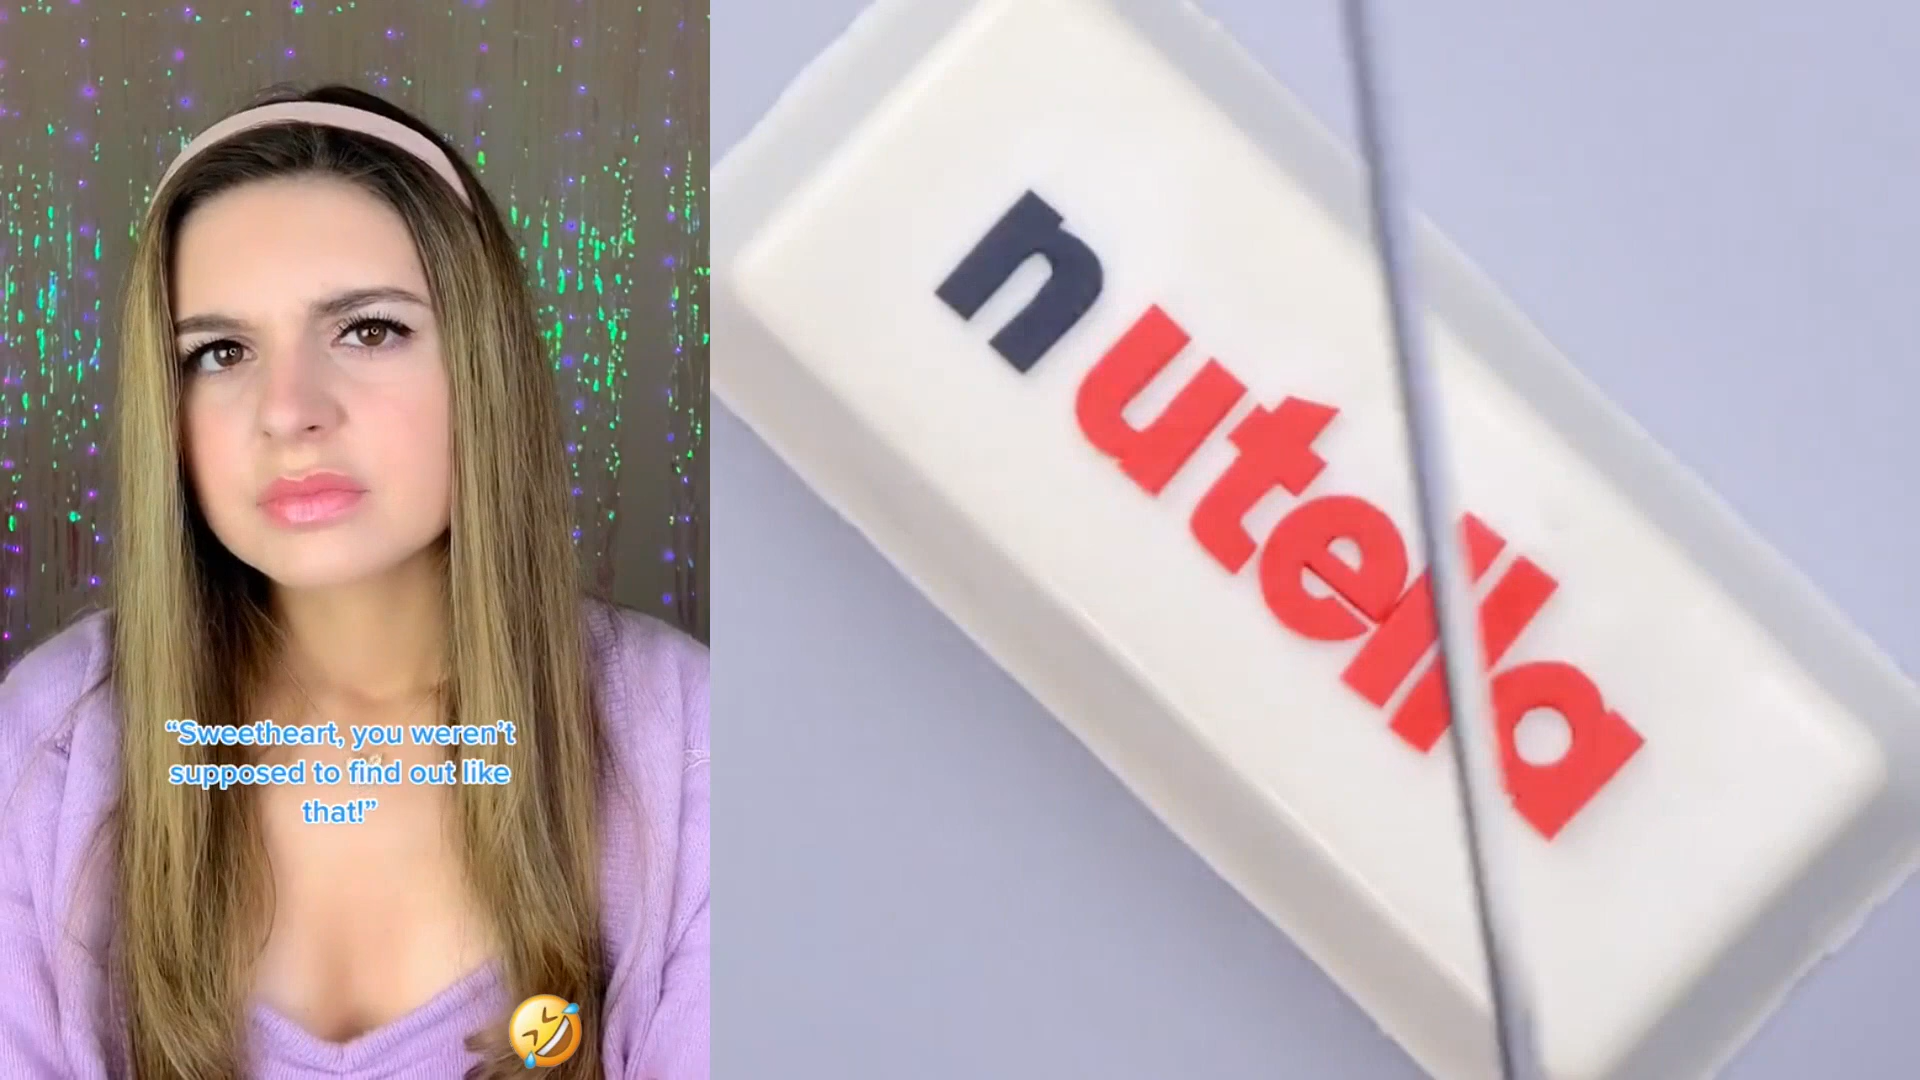 “Sweetheart, you weren’t
supposed to find out like
that!”
nutella